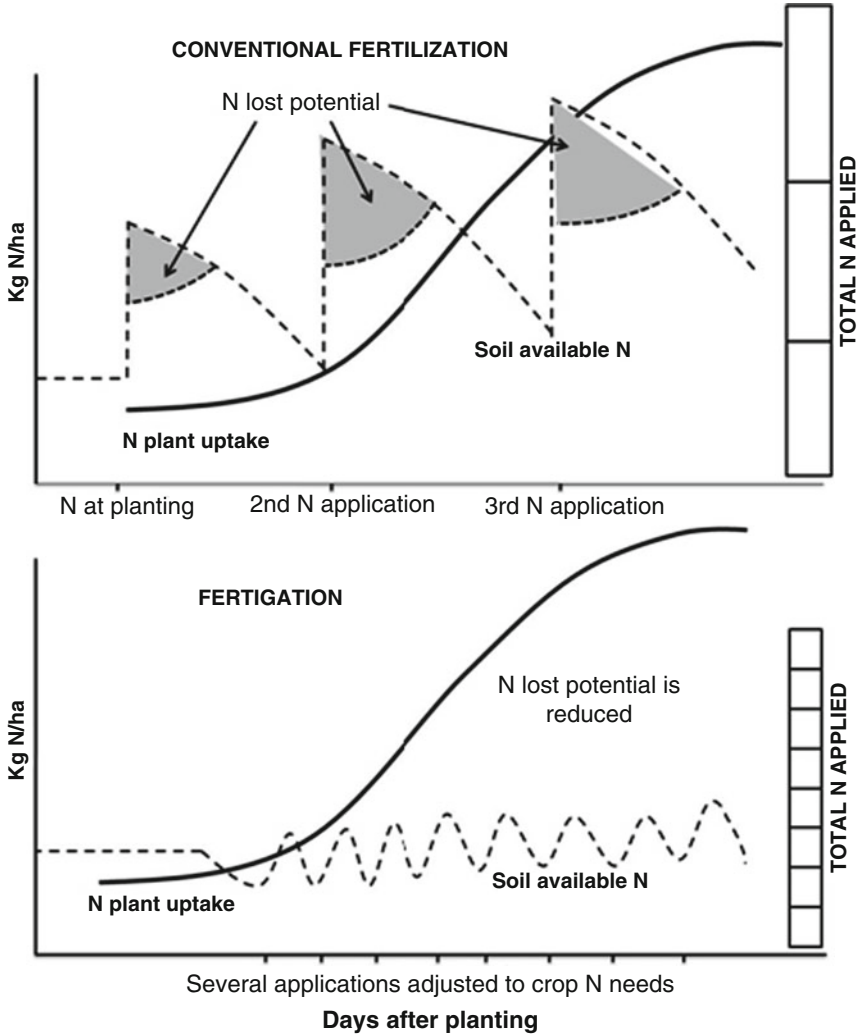 CONVENTIONAL FERTILIZATION
N lost potential
Kg N/ha
TOTAL N APPLIED
Soil available N
N plant uptake
N at planting
2nd N application
3rd N application
FERTIGATION
N lost potential is
reduced
Kg N/ha
TOTAL N APPLIED
Soil available N
N plant uptake
Several applications adjusted to crop N needs
Days after planting